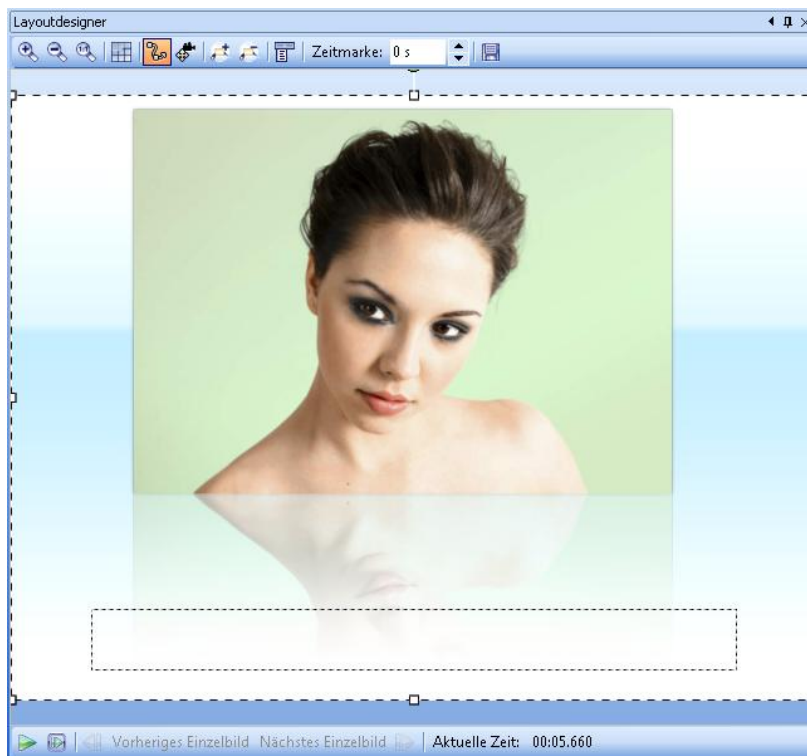 Layoutdesigner
Zeitmarke: 0 s
Vorheriges Einzelbild Nächstes Einzelbild Aktuelle Zeit: 00:05.660